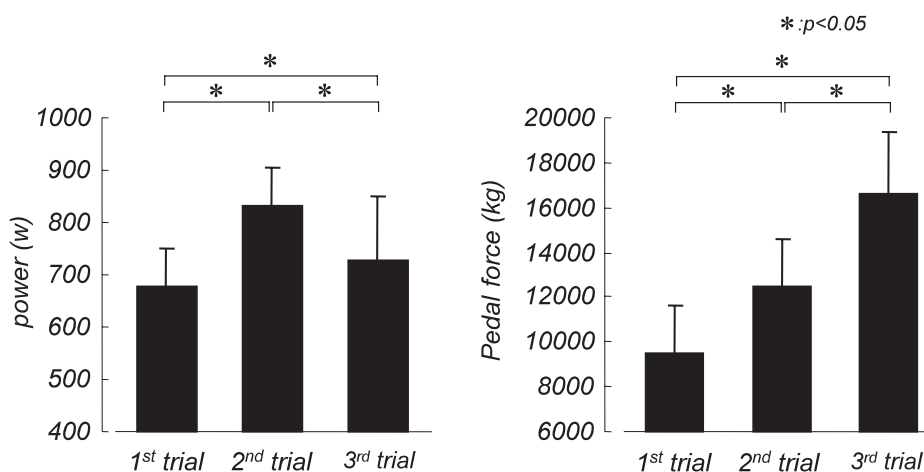 *:p<0.05
*
*
*
1000
900
800
700
600
500
400
power (w)
1st trial
2nd trial
3rd trial
*
*
*
20000
18000
16000
14000
12000
10000
8000
6000
Pedal force (kg)
1st trial
2nd trial
3rd trial